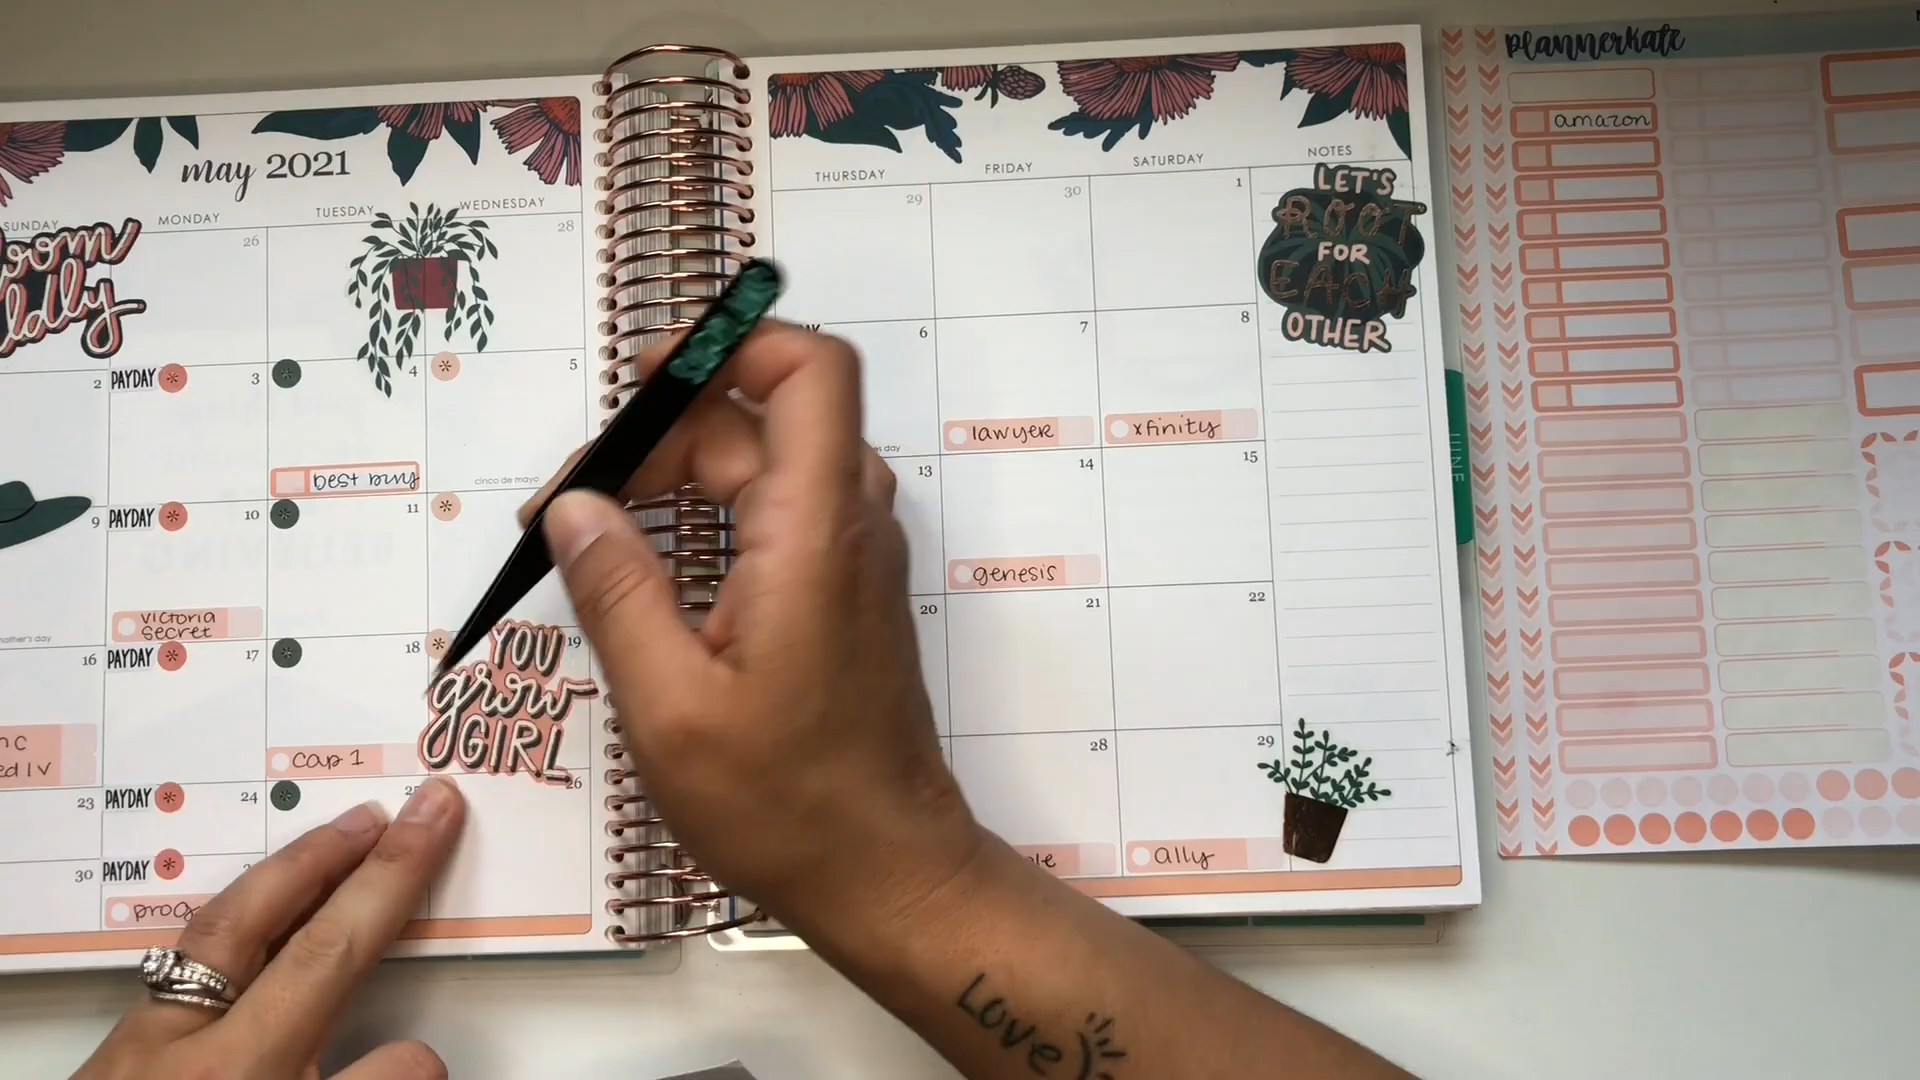 may 2021
SUNDAY
MONDAY
TUESDAY
WEDNESDAY
26
28
2
PAYDAY
3
4
5
best buy
cinco de mayo
9
PAYDAY
10
11
victoria
secret
16
PAYDAY
17
18
19
YOU
grow
GIRL
cap 1
23
PAYDAY
24
26
30
PAYDAY
prog
THURSDAY
FRIDAY
SATURDAY
NOTES
29
30
1
LET'S
ROOT
FOR
EACH
OTHER
6
7
8
lawyer
xfinity
day
13
14
15
genesis
20
21
22
28
29
ally
JUNE
plannerkate
amazon
Love